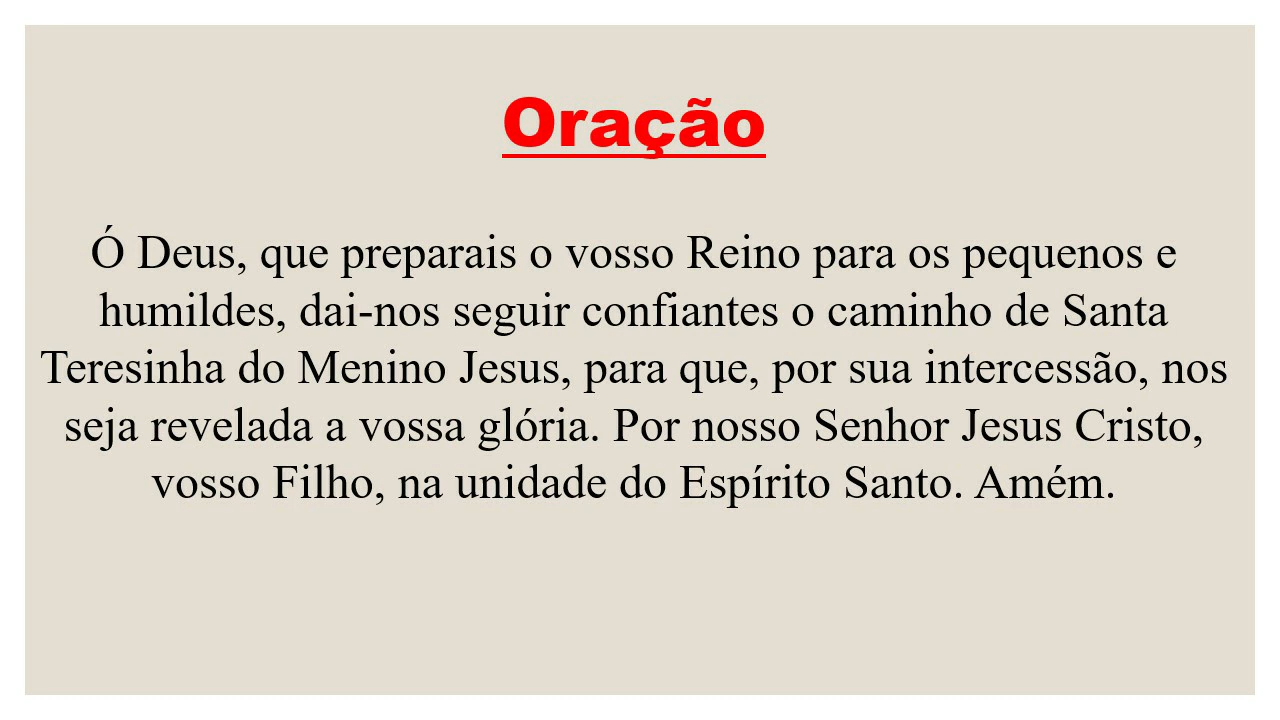 Oração
Ó Deus, que preparais o vosso Reino para os pequenos e
humildes, dai-nos seguir confiantes o caminho de Santa
Teresinha do Menino Jesus, para que, por sua intercessão, nos
seja revelada a vossa glória. Por nosso Senhor Jesus Cristo,
vosso Filho, na unidade do Espírito Santo. Amém.